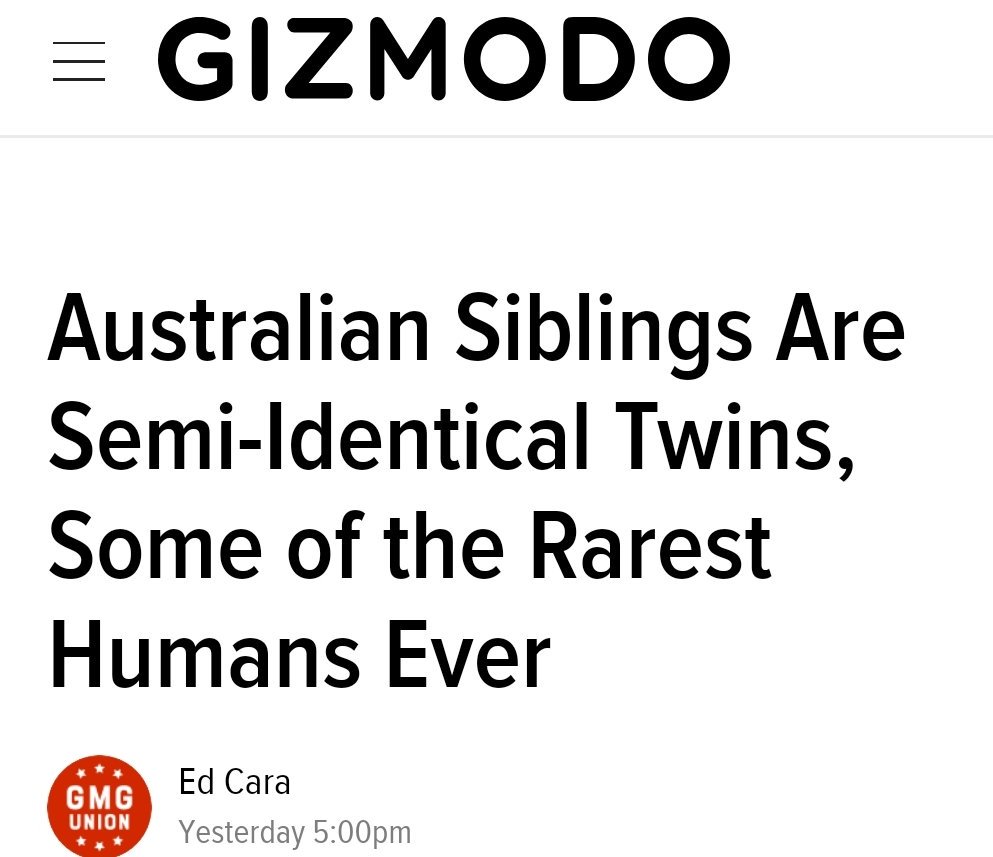 GIZMODO
Australian Siblings Are
Semi-Identical Twins,
Some of the Rarest
Humans Ever
GMG
UNION
Ed Cara
Yesterday 5:00pm